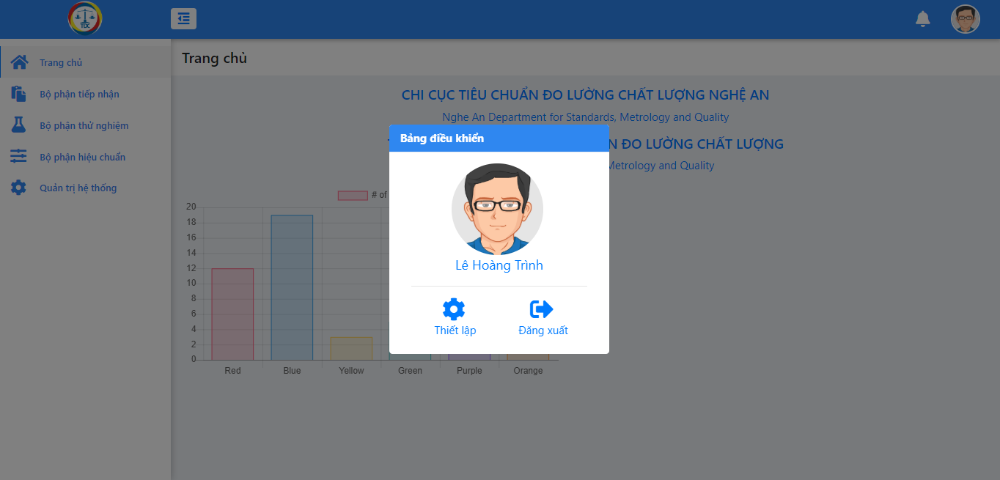 TĐC
Trang chủ
Bộ phận tiếp nhận
Bộ phận thử nghiệm
Bộ phận hiệu chuẩn
Quản trị hệ thống
Trang chủ
CHI CỤC TIÊU CHUẨN ĐO LƯỜNG CHẤT LƯỢNG NGHỆ AN
Nghe An Department for Standards, Metrology and Quality
ĐO LƯỜNG CHẤT LƯỢNG
Metrology and Quality
Bảng điều khiển
Lê Hoàng Trình
Thiết lập
Đăng xuất
# of
20
18
16
14
12
10
8
6
4
2
0
Red
Blue
Yellow
Green
Purple
Orange